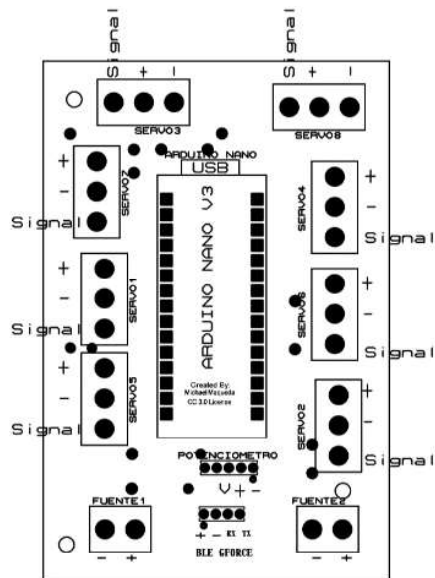 Signal + -
Signal + -
SERVO3
SERVO8
ARDUINO NANO
USB
+
-
Signal
SERVO7
ARDUINO NANO V3
SERVO4
+
-
Signal
+
-
Signal
SERVO1
SERVO6
+
-
Signal
+
-
Signal
SERVO5
Created By:
Michael Maqueda
CC 3.0 License
SERVO2
+
-
Signal
POTENCIOMETRO
V + -
FUENTE1
FUENTE2
+ - RX TX
BLE GFORCE
- +
- +